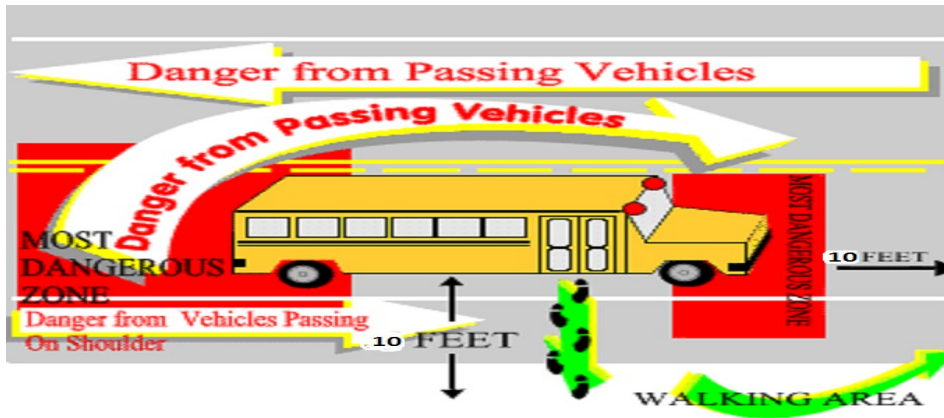 Danger from Passing Vehicles
Danger from Passing Vehicles
MOST
DANGEROUS
ZONE
MOST DANGEROUS ZONE
10 FEET
Danger from Vehicles Passing
On Shoulder
10 FEET
WALKING AREA